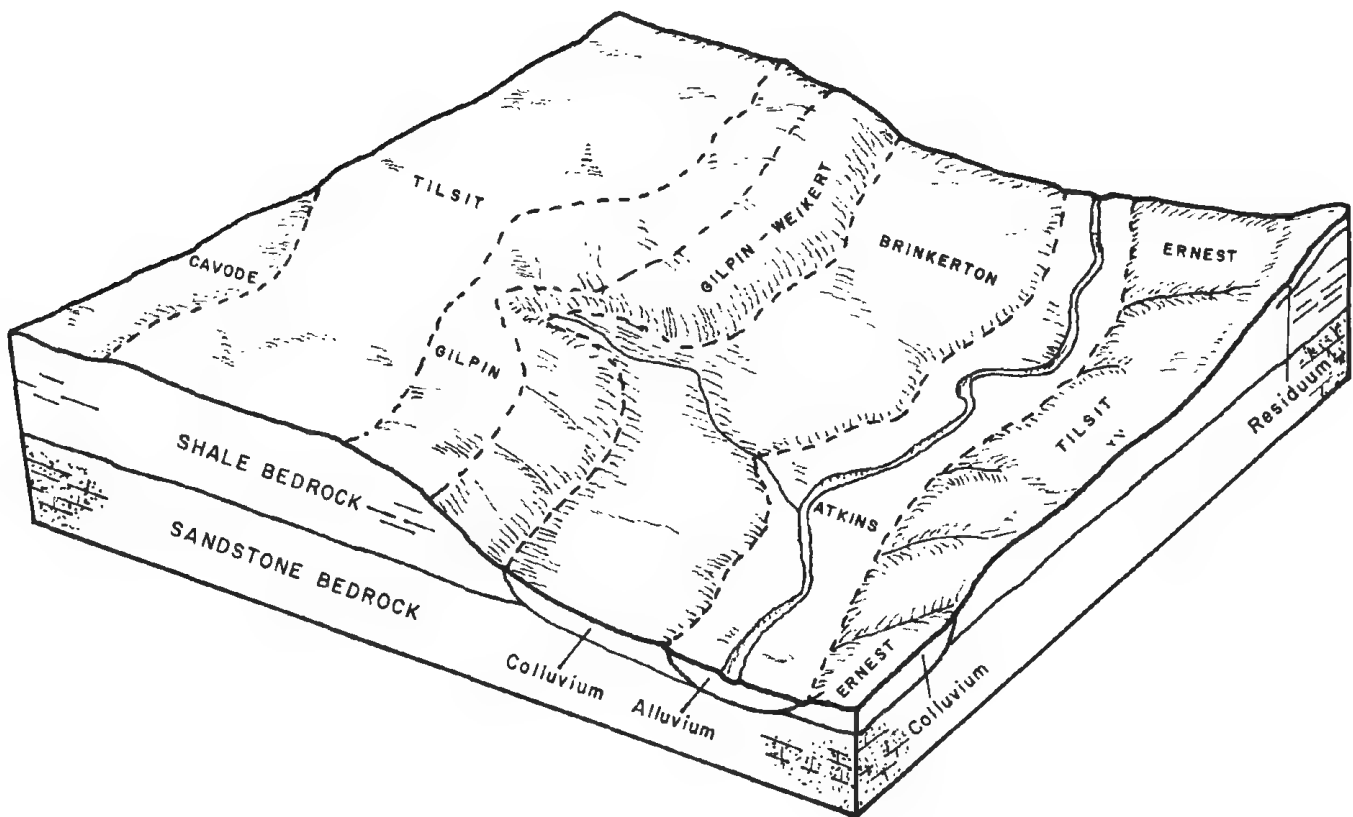 TILSIT
CAVODE
GILPIN - WEIKERT
BRINKERTON
ERNEST
GILPIN
TILSIT
Residuum
SHALE BEDROCK
ATKINS
SANDSTONE BEDROCK
Colluvium
Alluvium
ERNEST
Colluvium